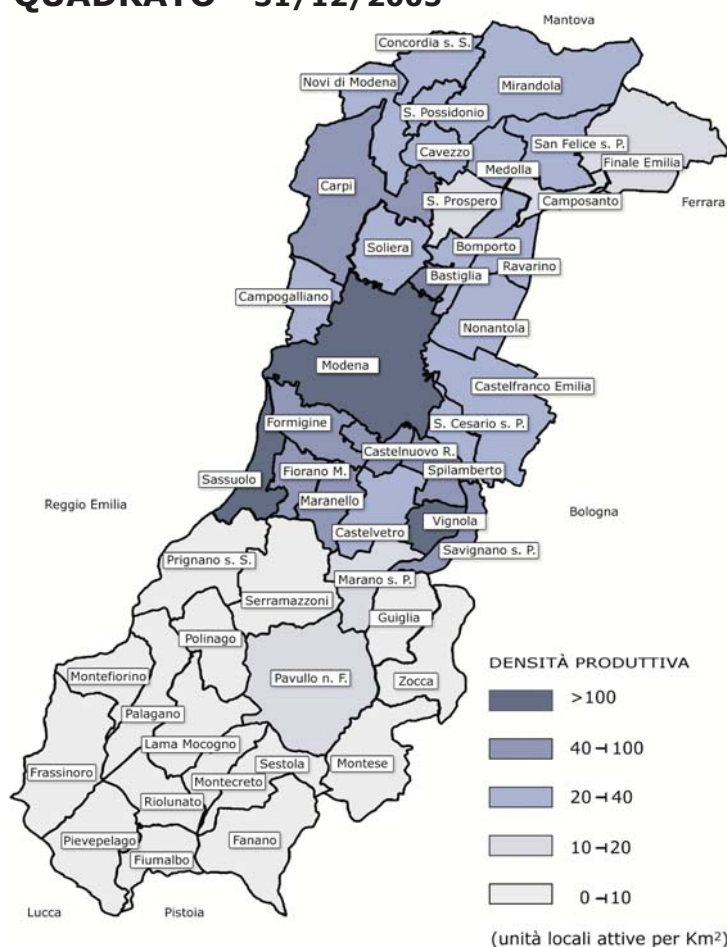 QUADRATO - 31/12/2005
Mantova
Concordia s. S.
Novi di Modena
Mirandola
S. Possidonio
San Felice s. P.
Cavezzo
Medolla
Finale Emilia
Carpi
S. Prospero
Camposanto
Ferrara
Soliera
Bomporto
Ravarino
Bastiglia
Campogalliano
Nonantola
Modena
Castelfranco Emilia
Formigine
S. Cesario s. P.
Castelnuovo R.
Fiorano M.
Spilamberto
Sassuolo
Maranello
Reggio Emilia
Bologna
Vignola
Castelvetro
Savignano s. P.
Prignano s. S.
Marano s. P.
Serramazzoni
Guiglia
Polinago
DENSITÀ PRODUTTIVA
Montefiorino
Pavullo n. F.
Zocca
>100
Palagano
Lama Mocogno
40⊣100
Sestola
Montese
Frassinoro
Montecreto
20⊣40
Riolunato
Pievepelago
Fanano
10⊣20
Fiumalbo
0⊣10
Lucca
Pistoia
(unità locali attive per Km²)